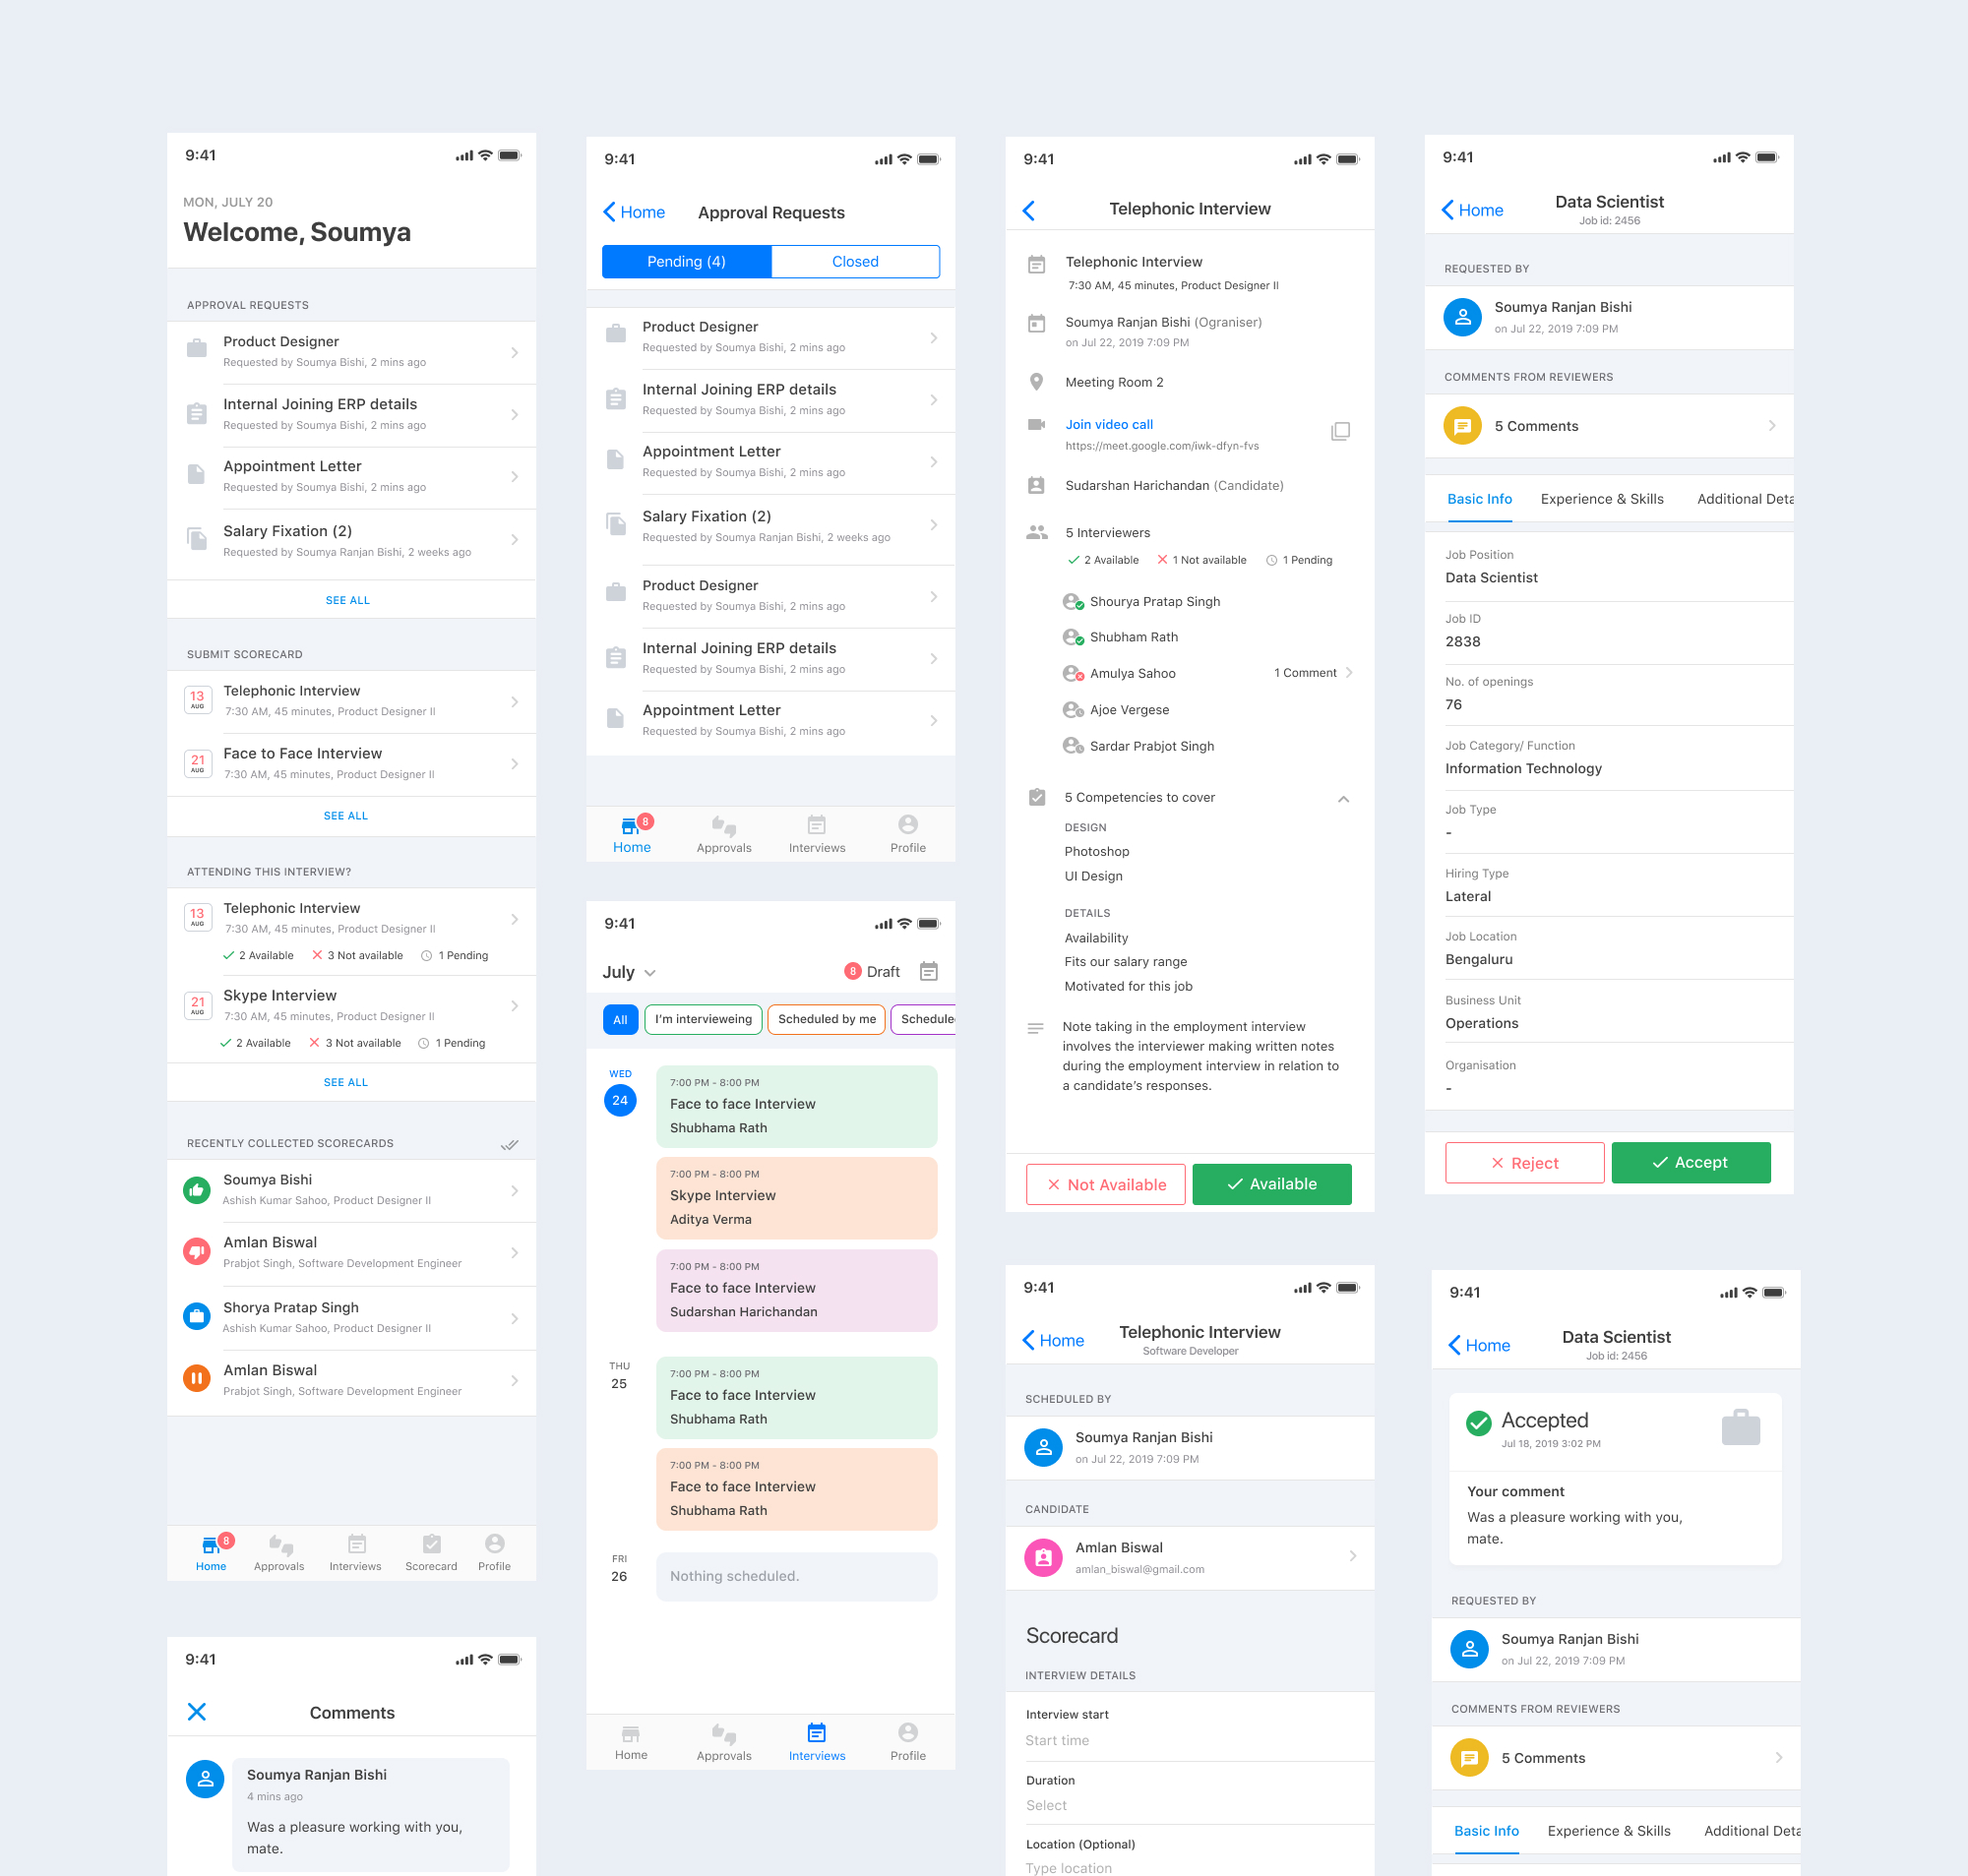 9:41
MON, JULY 20
Welcome, Soumya
APPROVAL REQUESTS
Product Designer
Requested by Soumya Bishi, 2 mins ago
Internal Joining ERP details
Requested by Soumya Bishi, 2 mins ago
Appointment Letter
Requested by Soumya Bishi, 2 mins ago
Salary Fixation (2)
Requested by Soumya Ranjan Bishi, 2 weeks ago
SEE ALL
SUBMIT SCORECARD
13
AUG
Telephonic Interview
7:30 AM, 45 minutes, Product Designer II
21
AUG
Face to Face Interview
7:30 AM, 45 minutes, Product Designer II
SEE ALL
ATTENDING THIS INTERVIEW?
13
AUG
Telephonic Interview
7:30 AM, 45 minutes, Product Designer II
2 Available 3 Not available 1 Pending
21
AUG
Skype Interview
7:30 AM, 45 minutes, Product Designer II
2 Available 3 Not available 1 Pending
SEE ALL
RECENTLY COLLECTED SCORECARDS
Soumya Bishi
Ashish Kumar Sahoo, Product Designer II
Amlan Biswal
Prabjot Singh, Software Development Engineer
Shorya Pratap Singh
Ashish Kumar Sahoo, Product Designer II
Amlan Biswal
Prabjot Singh, Software Development Engineer
8
Home Approvals Interviews Scorecard Profile
9:41
Comments
Soumya Ranjan Bishi
4 mins ago
Was a pleasure working with you,
mate.
9:41
Home Approval Requests
Pending (4) Closed
Product Designer
Requested by Soumya Bishi, 2 mins ago
Internal Joining ERP details
Requested by Soumya Bishi, 2 mins ago
Appointment Letter
Requested by Soumya Bishi, 2 mins ago
Salary Fixation (2)
Requested by Soumya Ranjan Bishi, 2 weeks ago
Product Designer
Requested by Soumya Bishi, 2 mins ago
Internal Joining ERP details
Requested by Soumya Bishi, 2 mins ago
Appointment Letter
Requested by Soumya Bishi, 2 mins ago
8
Home Approvals Interviews Profile
9:41
July 8 Draft
All I'm intervieweing Scheduled by me Schedule
WED
24
7:00 PM - 8:00 PM
Face to face Interview
Shubhama Rath
7:00 PM - 8:00 PM
Skype Interview
Aditya Verma
7:00 PM - 8:00 PM
Face to face Interview
Sudarshan Harichandan
THU
25
7:00 PM - 8:00 PM
Face to face Interview
Shubhama Rath
7:00 PM - 8:00 PM
Face to face Interview
Shubhama Rath
FRI
26
Nothing scheduled.
Home Approvals Interviews Profile
9:41
Telephonic Interview
Telephonic Interview
7:30 AM, 45 minutes, Product Designer II
Soumya Ranjan Bishi (Ograniser)
on Jul 22, 2019 7:09 PM
Meeting Room 2
Join video call
https://meet.google.com/iwk-dfyn-fvs
Sudarshan Harichandan (Candidate)
5 Interviewers
2 Available 1 Not available 1 Pending
Shourya Pratap Singh
Shubham Rath
Amulya Sahoo 1 Comment
Ajoe Vergese
Sardar Prabjot Singh
5 Competencies to cover
DESIGN
Photoshop
UI Design
DETAILS
Availability
Fits our salary range
Motivated for this job
Note taking in the employment interview
involves the interviewer making written notes
during the employment interview in relation to
a candidate's responses.
Not Available Available
9:41
Home Telephonic Interview
Software Developer
SCHEDULED BY
Soumya Ranjan Bishi
on Jul 22, 2019 7:09 PM
CANDIDATE
Amlan Biswal
amlan_biswal@gmail.com
Scorecard
INTERVIEW DETAILS
Interview start
Start time
Duration
Select
Location (Optional)
Type location
9:41
Home Data Scientist
Job id: 2456
REQUESTED BY
Soumya Ranjan Bishi
on Jul 22, 2019 7:09 PM
COMMENTS FROM REVIEWERS
5 Comments
Basic Info Experience & Skills Additional Deta
Job Position
Data Scientist
Job ID
2838
No. of openings
76
Job Category/ Function
Information Technology
Job Type
-
Hiring Type
Lateral
Job Location
Bengaluru
Business Unit
Operations
Organisation
-
Reject Accept
9:41
Home Data Scientist
Job id: 2456
Accepted
Jul 18, 2019 3:02 PM
Your comment
Was a pleasure working with you,
mate.
REQUESTED BY
Soumya Ranjan Bishi
on Jul 22, 2019 7:09 PM
COMMENTS FROM REVIEWERS
5 Comments
Basic Info Experience & Skills Additional Deta